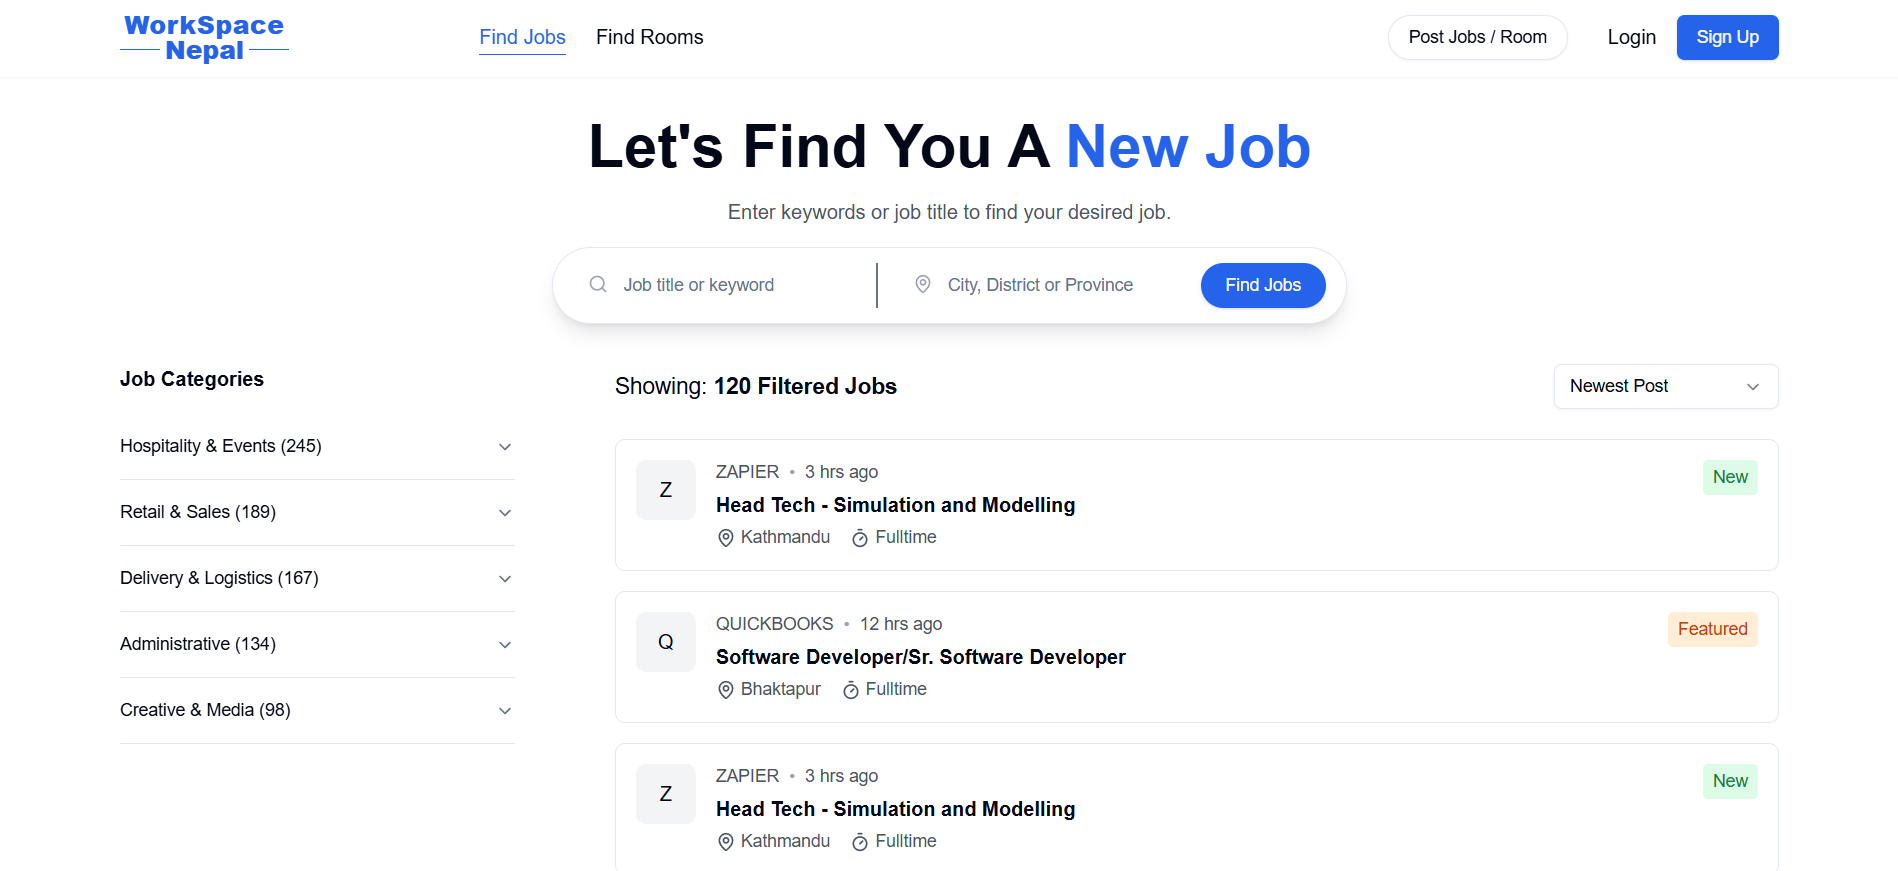 WorkSpace
Nepal
Find Jobs
Find Rooms
Post Jobs / Room
Login
Sign Up
Let's Find You A New Job
Enter keywords or job title to find your desired job.
Job title or keyword
City, District or Province
Find Jobs
Job Categories
Hospitality & Events (245)
Retail & Sales (189)
Delivery & Logistics (167)
Administrative (134)
Creative & Media (98)
Showing: 120 Filtered Jobs
Newest Post
Z
ZAPIER • 3 hrs ago
New
Head Tech - Simulation and Modelling
Kathmandu
Fulltime
Q
QUICKBOOKS • 12 hrs ago
Featured
Software Developer/Sr. Software Developer
Bhaktapur
Fulltime
Z
ZAPIER • 3 hrs ago
New
Head Tech - Simulation and Modelling
Kathmandu
Fulltime